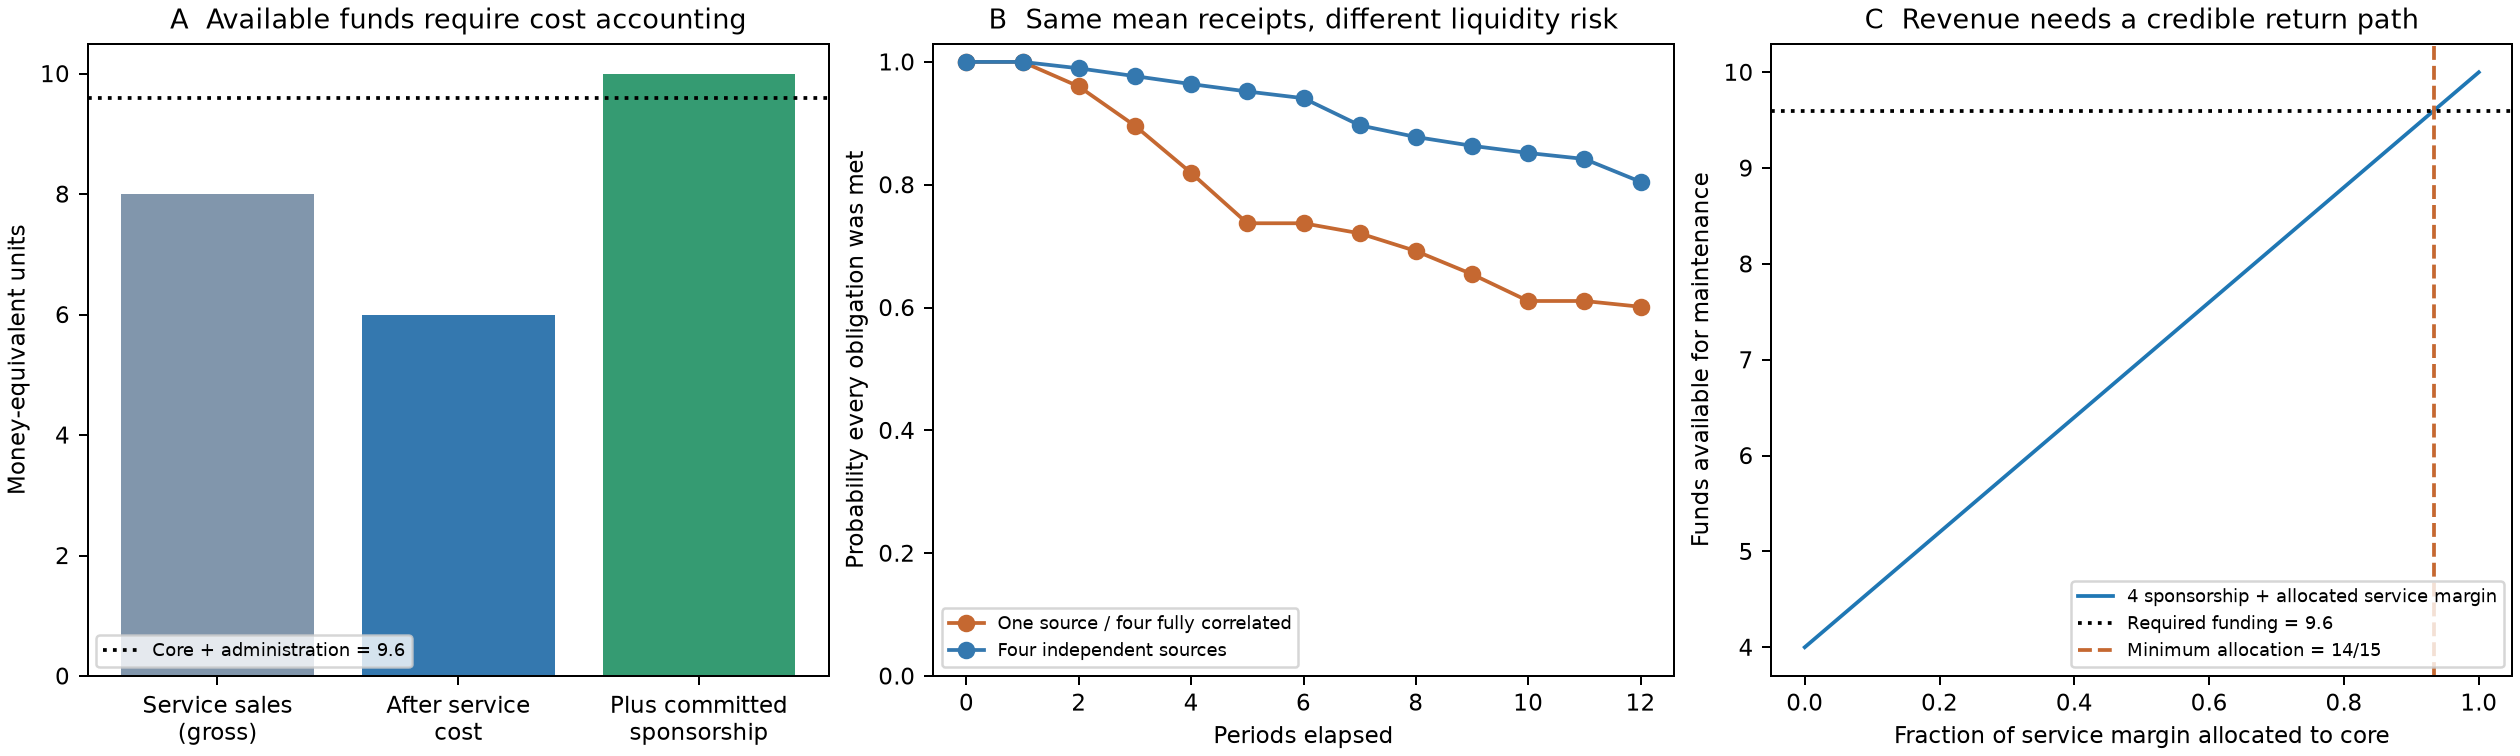 A  Available funds require cost accounting
Money-equivalent units
10
8
6
4
2
0
Core + administration = 9.6
Service sales
(gross)
After service
cost
Plus committed
sponsorship
B  Same mean receipts, different liquidity risk
Probability every obligation was met
1.0
0.8
0.6
0.4
0.2
0.0
One source / four fully correlated
Four independent sources
0
2
4
6
8
10
12
Periods elapsed
C  Revenue needs a credible return path
Funds available for maintenance
10
9
8
7
6
5
4
4 sponsorship + allocated service margin
Required funding = 9.6
Minimum allocation = 14/15
0.0
0.2
0.4
0.6
0.8
1.0
Fraction of service margin allocated to core